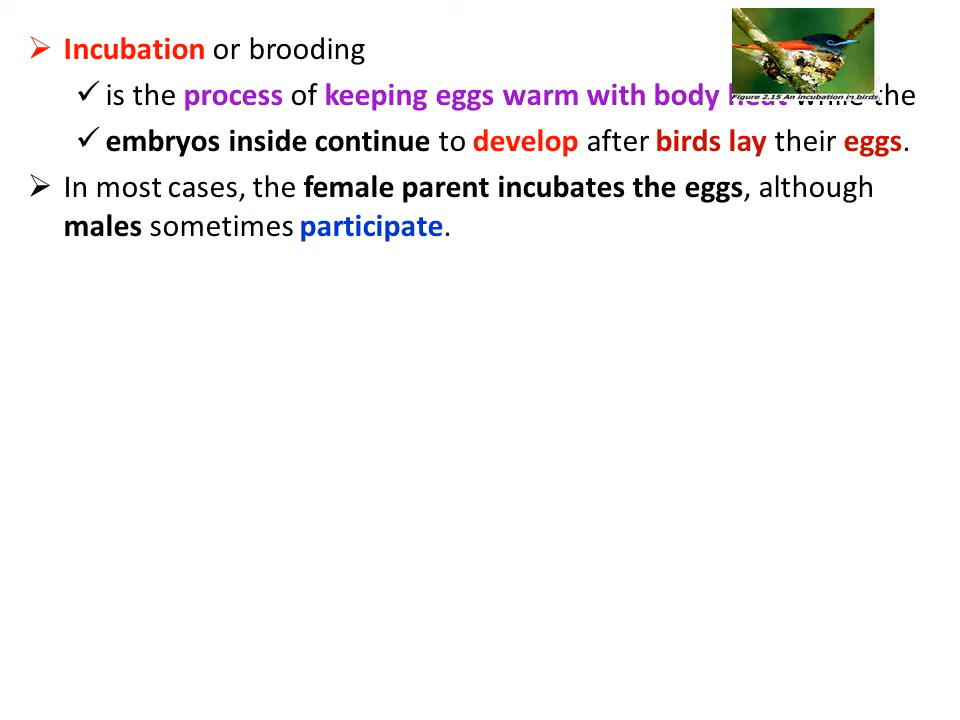 Incubation or brooding
is the process of keeping eggs warm with body heat while the
embryos inside continue to develop after birds lay their eggs.
In most cases, the female parent incubates the eggs, although
males sometimes participate.
Figure 2.15 An incubation in birds